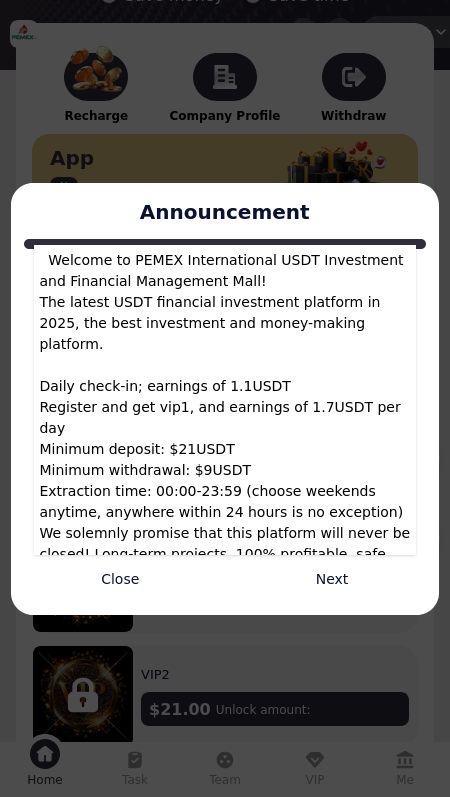 Save money Save time
PEMEX
Recharge Company Profile Withdraw
App
Announcement
Welcome to PEMEX International USDT Investment
and Financial Management Mall!
The latest USDT financial investment platform in
2025, the best investment and money-making
platform.
Daily check-in; earnings of 1.1USDT
Register and get vip1, and earnings of 1.7USDT per
day
Minimum deposit: $21USDT
Minimum withdrawal: $9USDT
Extraction time: 00:00-23:59 (choose weekends
anytime, anywhere within 24 hours is no exception)
We solemnly promise that this platform will never be
closed! Long-term projects, 100% profitable, safe
Close Next
VIP2
$21.00 Unlock amount:
Home Task Team VIP Me